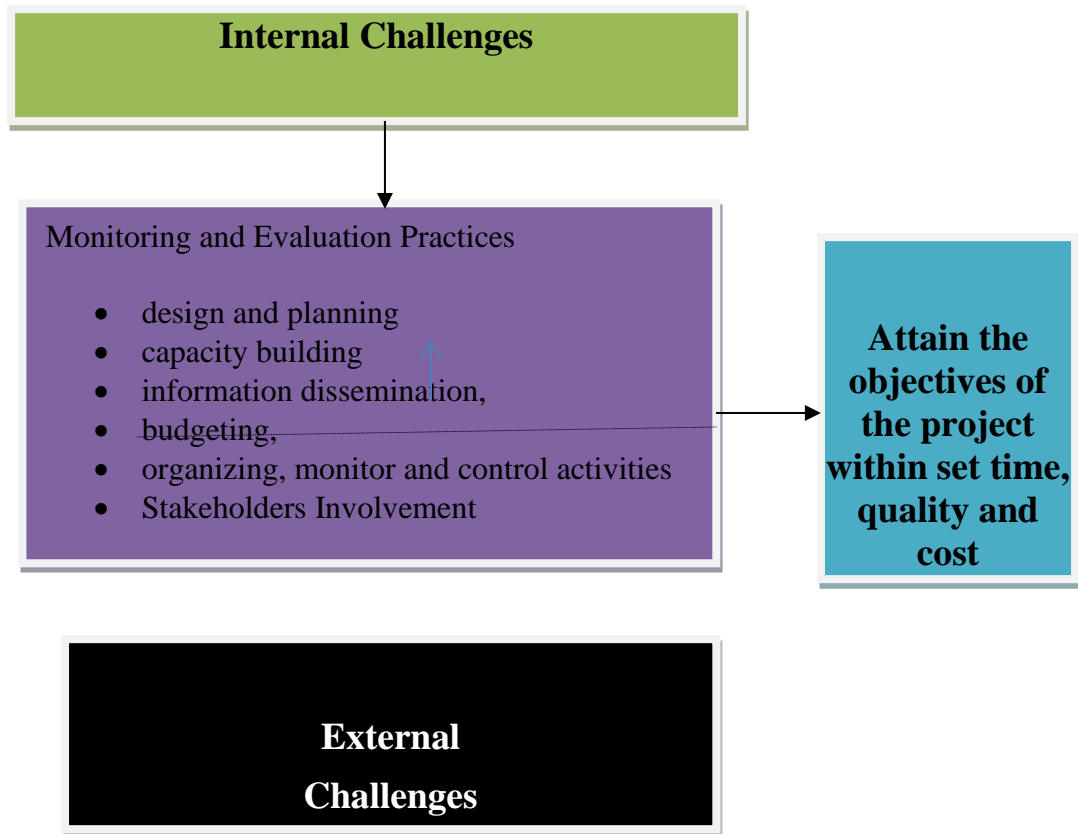 Internal Challenges
Monitoring and Evaluation Practices
• design and planning
• capacity building
• information dissemination,
• budgeting,
• organizing, monitor and control activities
• Stakeholders Involvement
Attain the
objectives of
the project
within set time,
quality and
cost
External
Challenges